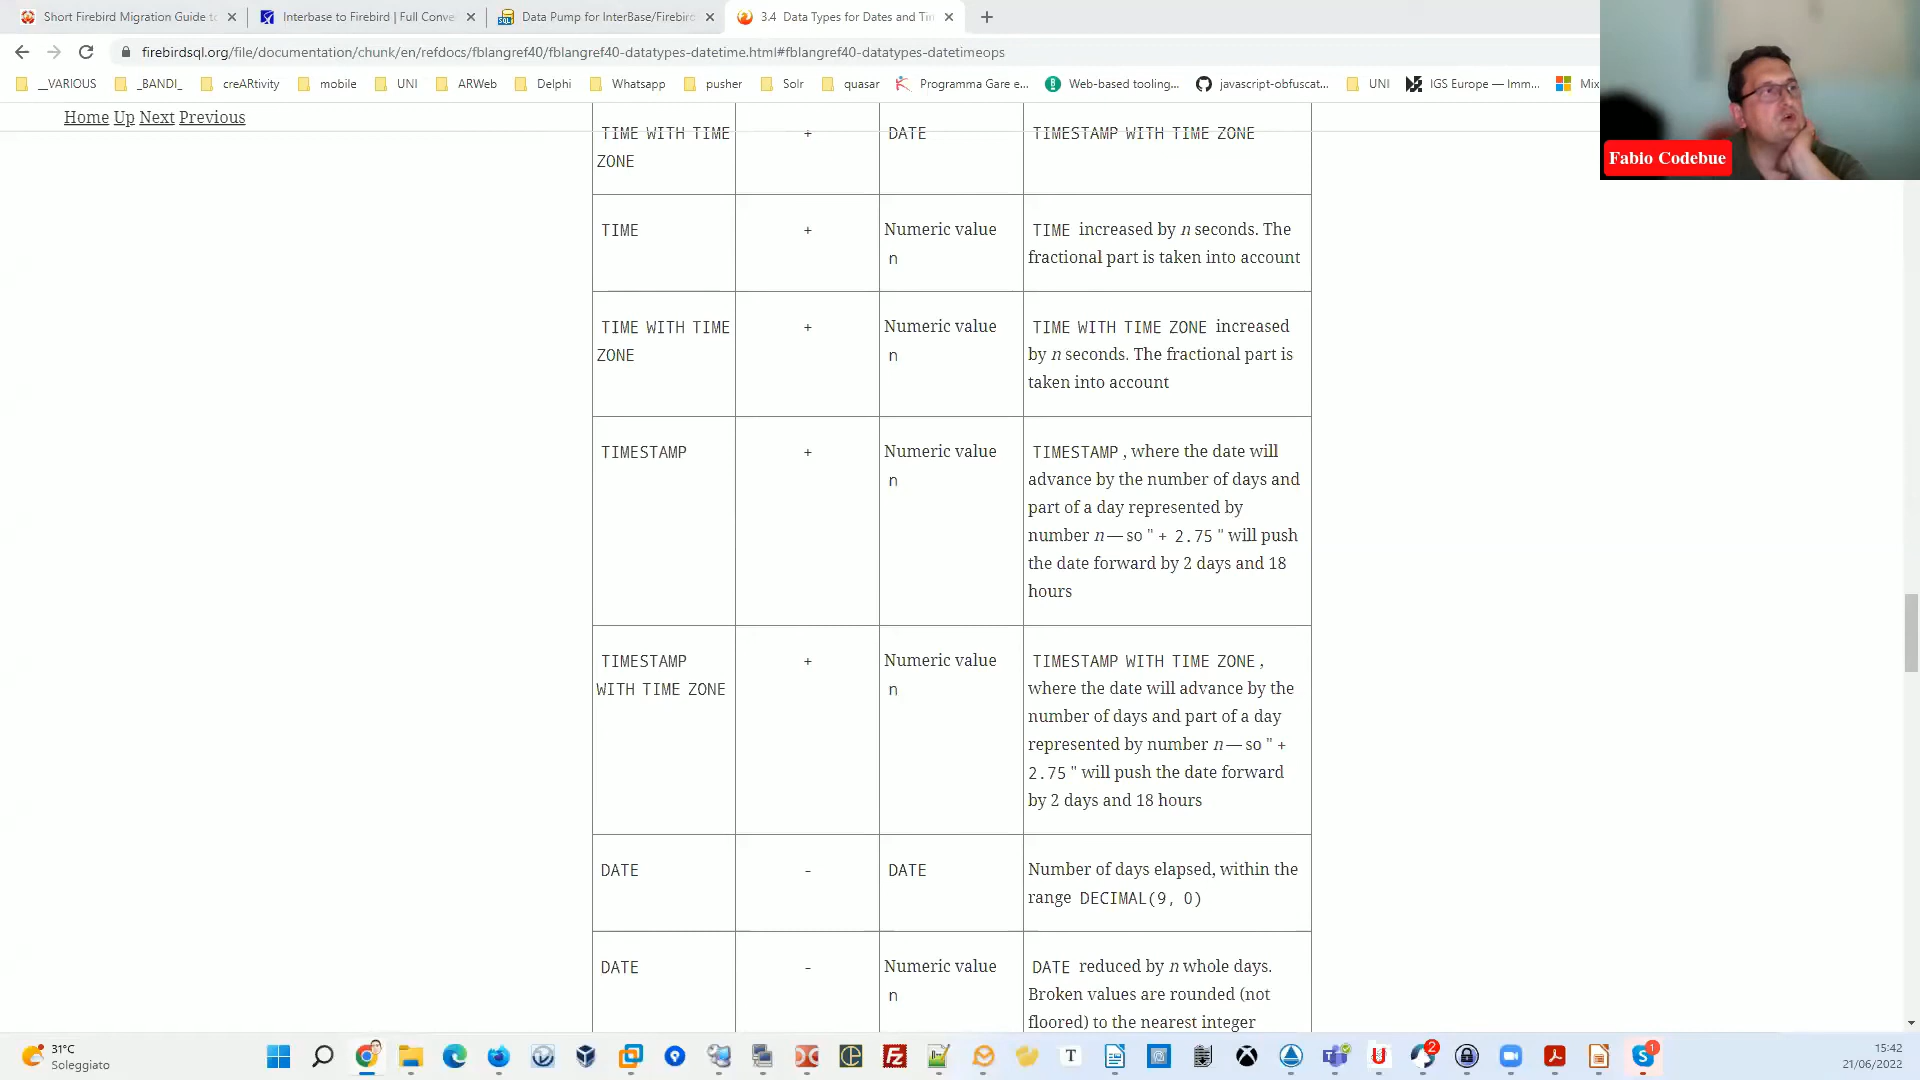 Short Firebird Migration Guide to
Interbase to Firebird | Full Conve
Data Pump for InterBase/Firebird
3.4 Data Types for Dates and Tim
firebirdsql.org/file/documentation/chunk/en/refdocs/fblangref40/fblangref40-datatypes-datetime.html#fblangref40-datatypes-datetimeops
__VARIOUS
_BANDI_
creARtivity
mobile
UNI
ARWeb
Delphi
Whatsapp
pusher
Solr
quasar
Programma Gare e...
Web-based tooling...
javascript-obfuscat...
UNI
IGS Europe — Imm...
Mix
Fabio Codebue
Home Up Next Previous
TIME WITH TIME
ZONE
+
DATE
TIMESTAMP WITH TIME ZONE
TIME
+
Numeric value
n
TIME increased by n seconds. The
fractional part is taken into account
TIME WITH TIME
ZONE
+
Numeric value
n
TIME WITH TIME ZONE increased
by n seconds. The fractional part is
taken into account
TIMESTAMP
+
Numeric value
n
TIMESTAMP, where the date will
advance by the number of days and
part of a day represented by
number n — so " + 2.75 " will push
the date forward by 2 days and 18
hours
TIMESTAMP
WITH TIME ZONE
+
Numeric value
n
TIMESTAMP WITH TIME ZONE,
where the date will advance by the
number of days and part of a day
represented by number n — so " +
2.75 " will push the date forward
by 2 days and 18 hours
DATE
-
DATE
Number of days elapsed, within the
range DECIMAL(9, 0)
DATE
-
Numeric value
n
DATE reduced by n whole days.
Broken values are rounded (not
floored) to the nearest integer
31°C
Soleggiato
2
1
15:42
21/06/2022